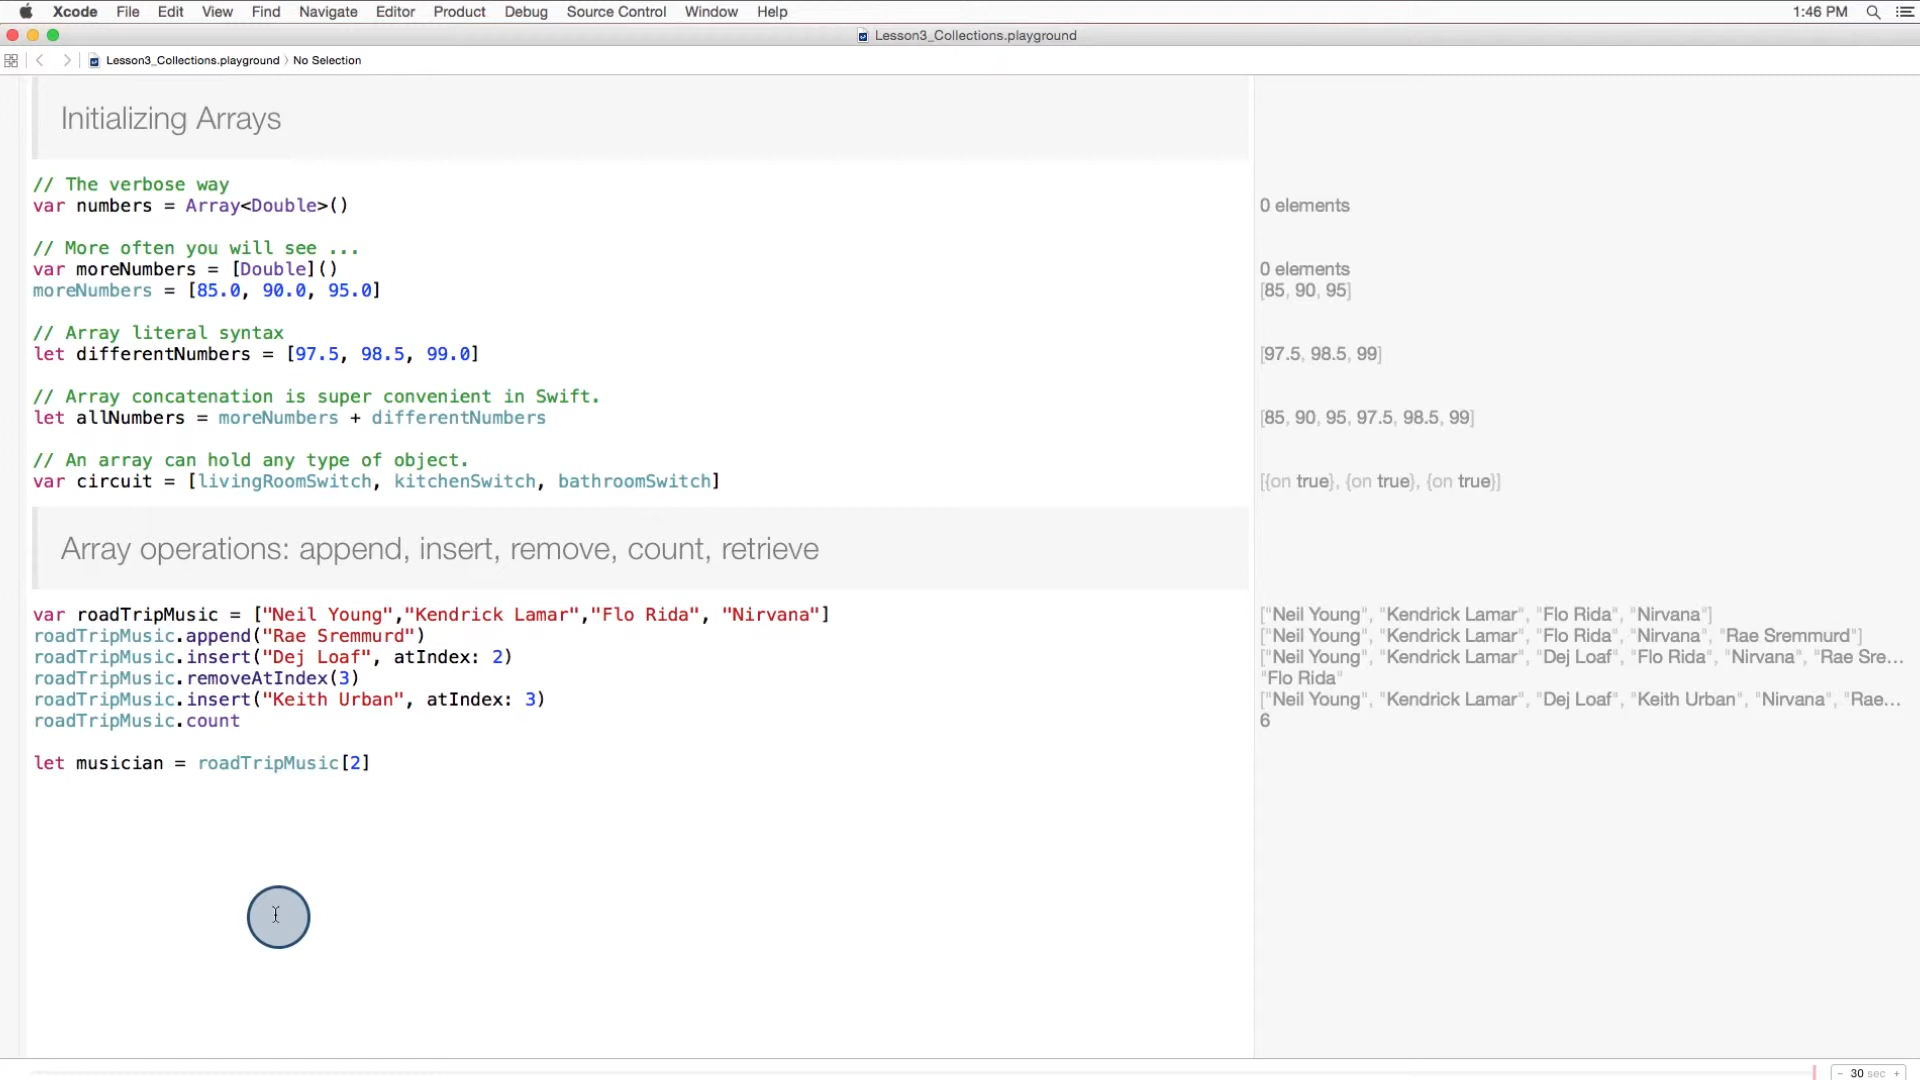 Xcode File Edit View Find Navigate Editor Product Debug Source Control Window Help 1:46 PM
Lesson3_Collections.playground
Lesson3_Collections.playground 〉 No Selection
Initializing Arrays
// The verbose way
var numbers = Array<Double>() 0 elements
// More often you will see ...
var moreNumbers = [Double]() 0 elements
moreNumbers = [85.0, 90.0, 95.0] [85, 90, 95]
// Array literal syntax
let differentNumbers = [97.5, 98.5, 99.0] [97.5, 98.5, 99]
// Array concatenation is super convenient in Swift.
let allNumbers = moreNumbers + differentNumbers [85, 90, 95, 97.5, 98.5, 99]
// An array can hold any type of object.
var circuit = [livingRoomSwitch, kitchenSwitch, bathroomSwitch] [{on true}, {on true}, {on true}]
Array operations: append, insert, remove, count, retrieve
var roadTripMusic = ["Neil Young","Kendrick Lamar","Flo Rida", "Nirvana"] ["Neil Young", "Kendrick Lamar", "Flo Rida", "Nirvana"]
roadTripMusic.append("Rae Sremmurd") ["Neil Young", "Kendrick Lamar", "Flo Rida", "Nirvana", "Rae Sremmurd"]
roadTripMusic.insert("Dej Loaf", atIndex: 2) ["Neil Young", "Kendrick Lamar", "Dej Loaf", "Flo Rida", "Nirvana", "Rae Sre...
roadTripMusic.removeAtIndex(3) "Flo Rida"
roadTripMusic.insert("Keith Urban", atIndex: 3) ["Neil Young", "Kendrick Lamar", "Dej Loaf", "Keith Urban", "Nirvana", "Rae...
roadTripMusic.count 6
let musician = roadTripMusic[2]
- 30 sec +